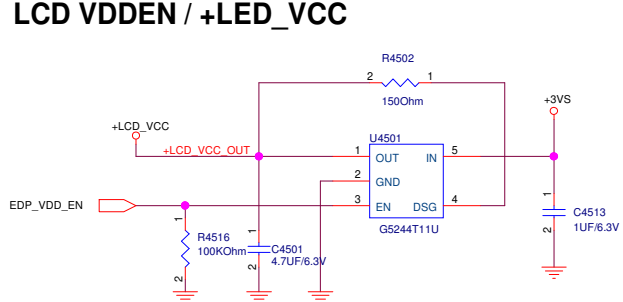 LCD VDDEN / +LED_VCC
R4502
2 1
150Ohm
+3VS
+LCD_VCC
+LCD_VCC_OUT
U4501
1 OUT IN 5
2 GND
EDP_VDD_EN
3 EN DSG 4
G5244T11U
1
R4516
100KOhm
2
1
C4501
4.7UF/6.3V
2
1
C4513
1UF/6.3V
2